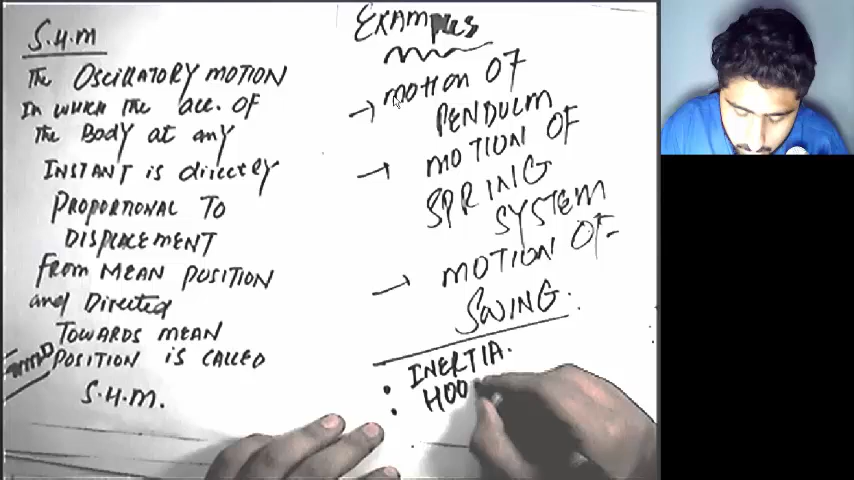 S.H.M
The OSCILLATORY MOTION
IN WHICH the acc. OF
the BODY at any
INSTANT is directly
PROPORTIONAL TO
DISPLACEMENT
FROM MEAN POSITION
and Directed
TOWARDS MEAN
POSITION IS CALLED
S.H.M.
EXAMPLES
→ MOTION OF
PENDULM
→ MOTION OF
SPRING
SYSTEM
→ MOTION OF
SWING.
INERTIA.
HOO